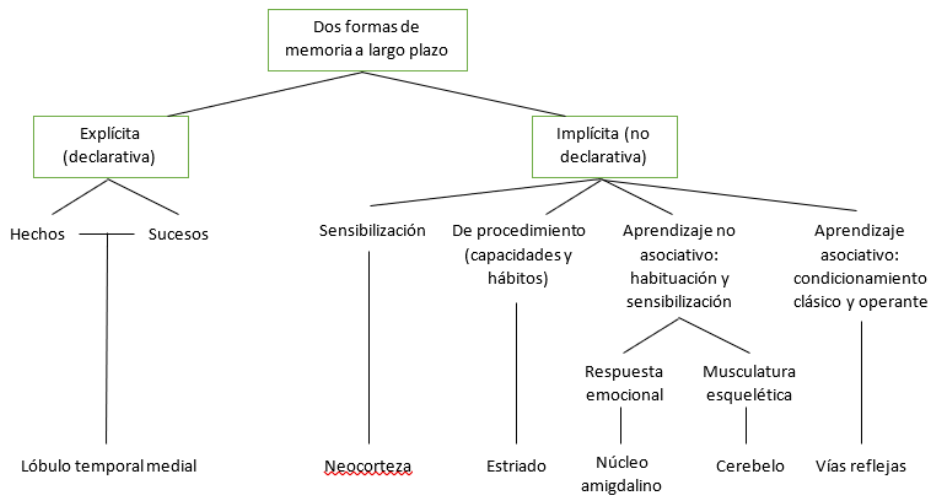 Dos formas de
memoria a largo plazo
Explícita
(declarativa)
Implícita (no
declarativa)
Hechos
Sucesos
Sensibilización
De procedimiento
(capacidades y
hábitos)
Aprendizaje no
asociativo:
habituación y
sensibilización
Aprendizaje
asociativo:
condicionamiento
clásico y operante
Respuesta
emocional
Musculatura
esquelética
Lóbulo temporal medial
Neocorteza
Estriado
Núcleo
amigdalino
Cerebelo
Vías reflejas